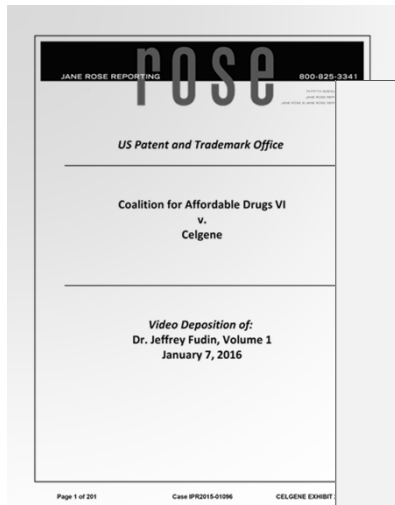 rose
JANE ROSE REPORTING 800-825-3341
US Patent and Trademark Office
Coalition for Affordable Drugs VI
v.
Celgene
Video Deposition of:
Dr. Jeffrey Fudin, Volume 1
January 7, 2016
Page 1 of 201 Case IPR2015-01096 CELGENE EXHIBIT